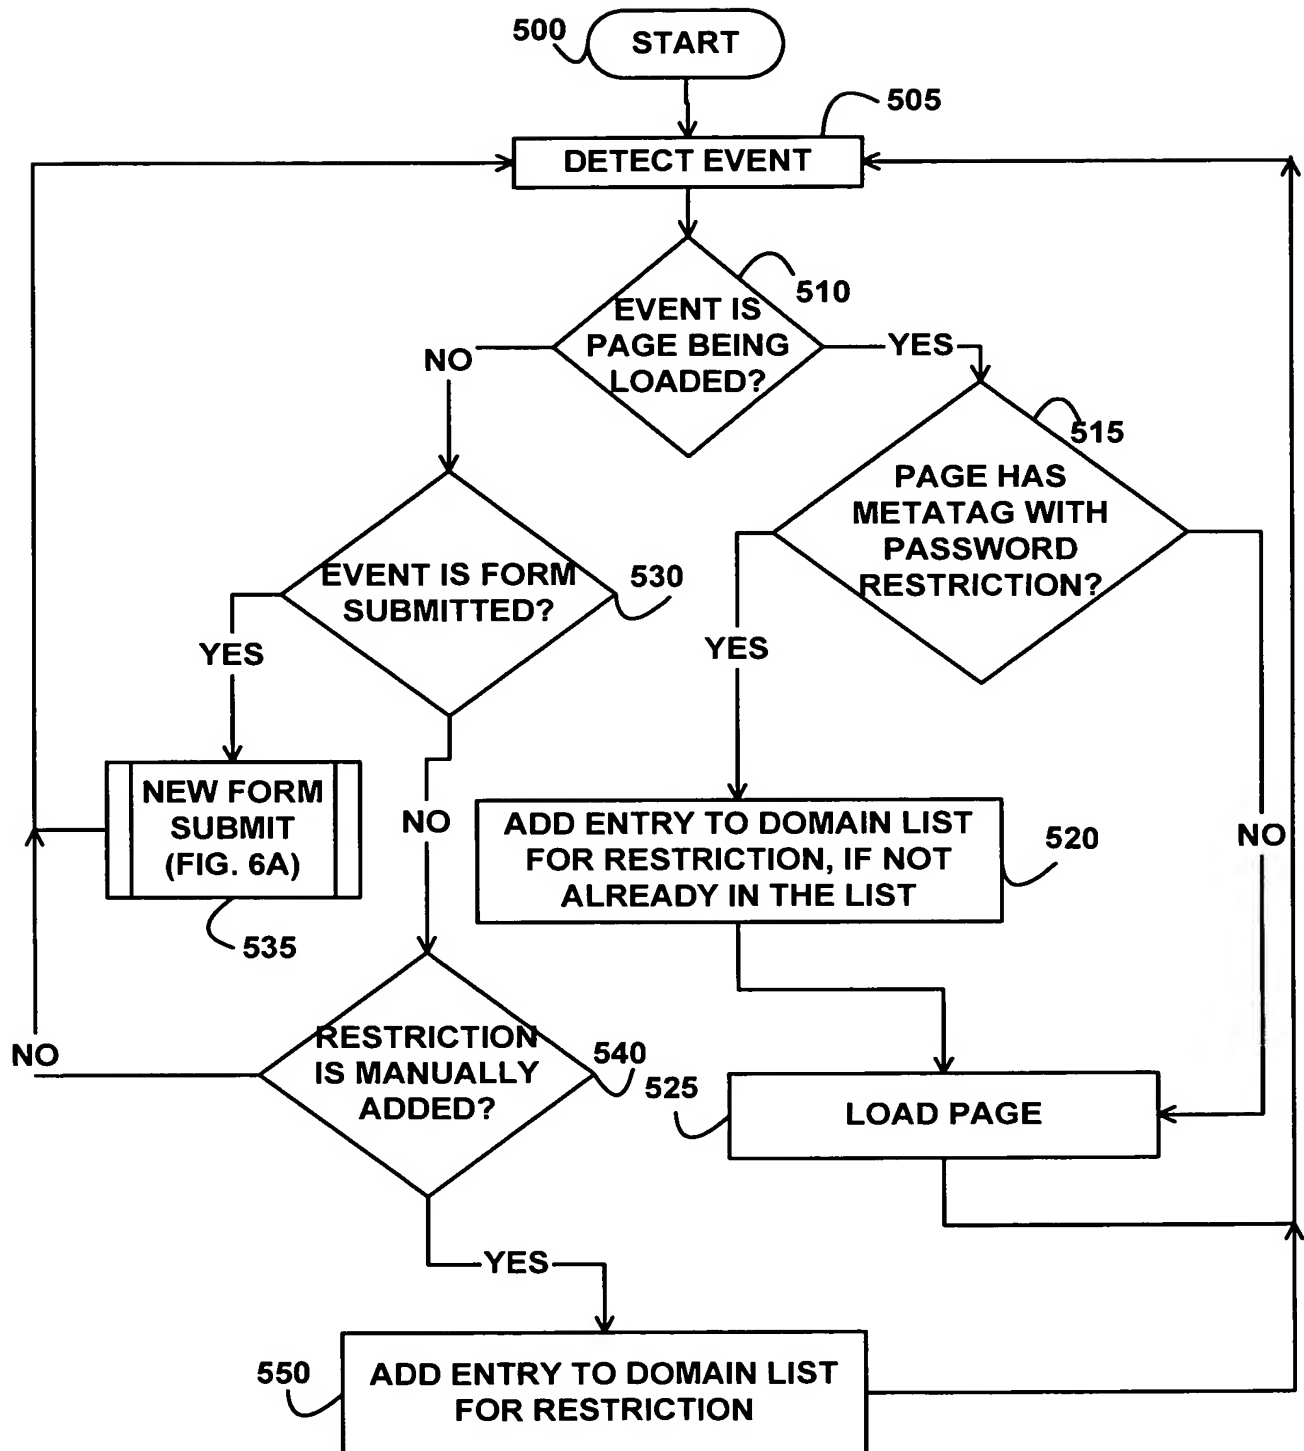 500
START
505
DETECT EVENT
510
EVENT IS
PAGE BEING
LOADED?
NO
YES
515
PAGE HAS
METATAG WITH
PASSWORD
RESTRICTION?
EVENT IS FORM
SUBMITTED?
530
YES
YES
NEW FORM
SUBMIT
(FIG. 6A)
535
NO
ADD ENTRY TO DOMAIN LIST
FOR RESTRICTION, IF NOT
ALREADY IN THE LIST
520
NO
RESTRICTION
IS MANUALLY
ADDED?
540
NO
525
LOAD PAGE
YES
550
ADD ENTRY TO DOMAIN LIST
FOR RESTRICTION